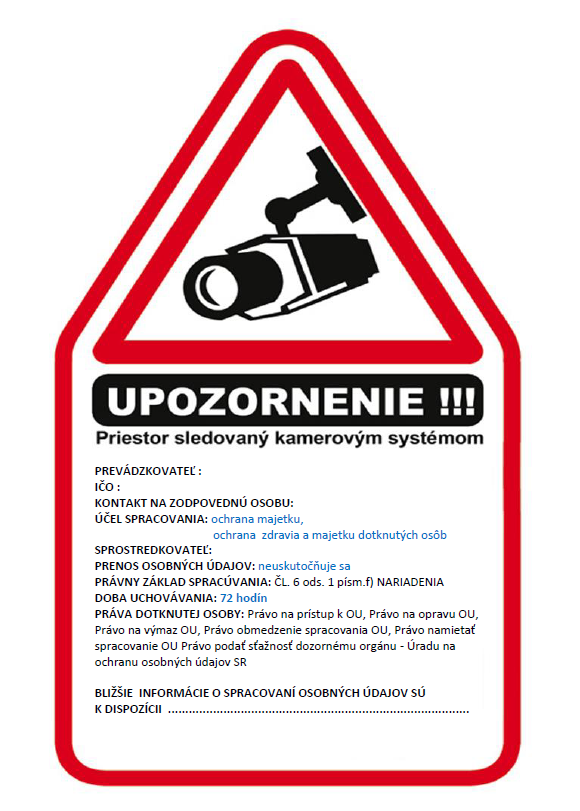 UPOZORNENIE !!!
Priestor sledovaný kamerovým systémom
PREVÁDZKOVATEĽ :
IČO :
KONTAKT NA ZODPOVEDNÚ OSOBU:
ÚČEL SPRACOVANIA: ochrana majetku,
ochrana zdravia a majetku dotknutých osôb
SPROSTREDKOVATEĽ:
PRENOS OSOBNÝCH ÚDAJOV: neuskutočňuje sa
PRÁVNY ZÁKLAD SPRACÚVANIA: ČL. 6 ods. 1 písm.f) NARIADENIA
DOBA UCHOVÁVANIA: 72 hodín
PRÁVA DOTKNUTEJ OSOBY: Právo na prístup k OU, Právo na opravu OU,
Právo na výmaz OU, Právo obmedzenie spracovania OU, Právo namietať
spracovanie OU Právo podať sťažnosť dozornému orgánu - Úradu na
ochranu osobných údajov SR
BLIŽŠIE INFORMÁCIE O SPRACOVANÍ OSOBNÝCH ÚDAJOV SÚ
K DISPOZÍCII ........................................................................................